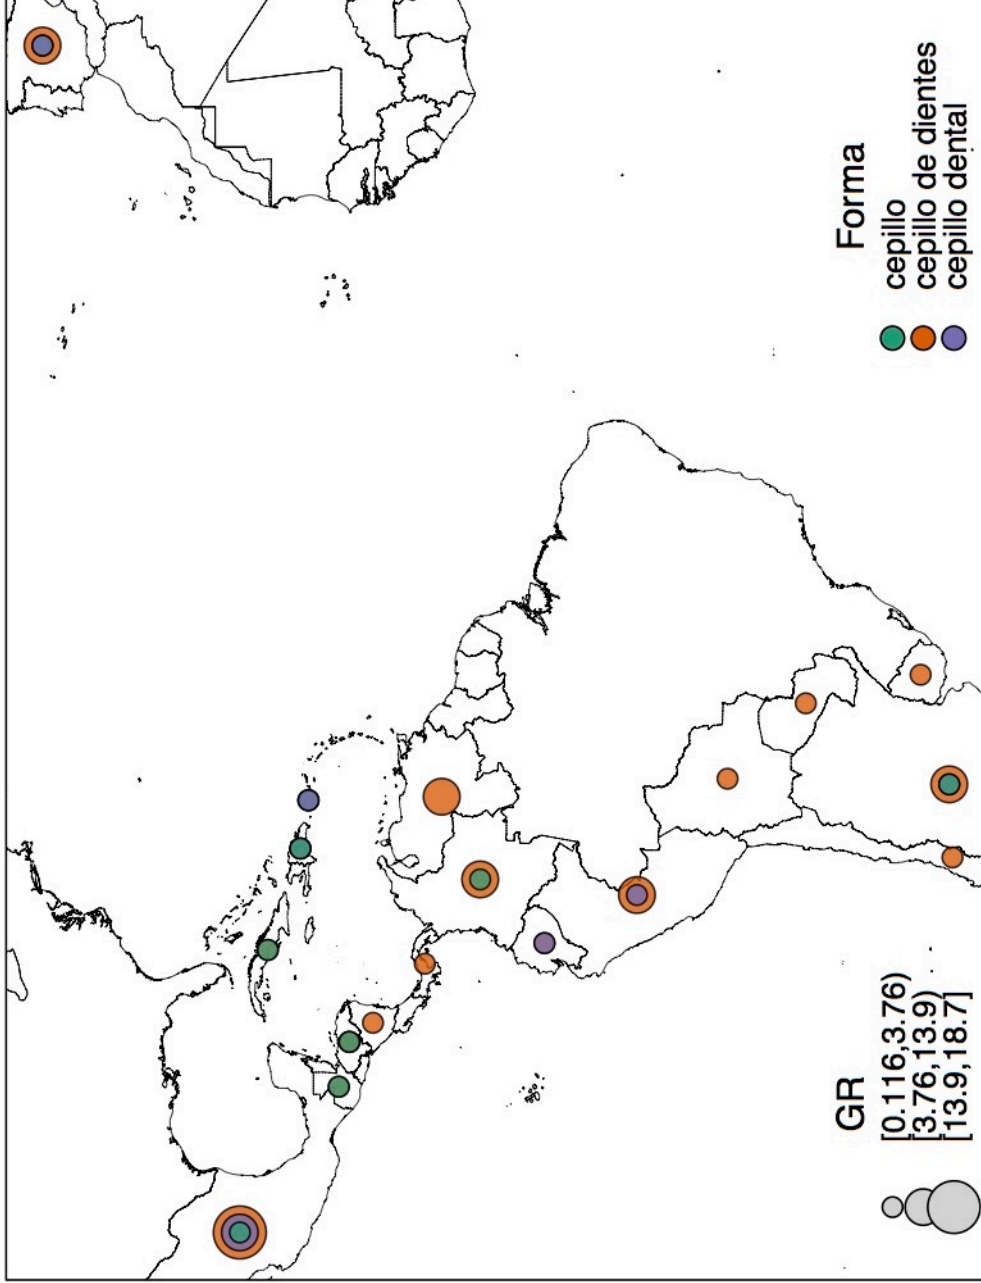 GR
[0.116,3.76)
[3.76,13.9)
[13.9,18.7]
Forma
cepillo
cepillo de dientes
cepillo dental